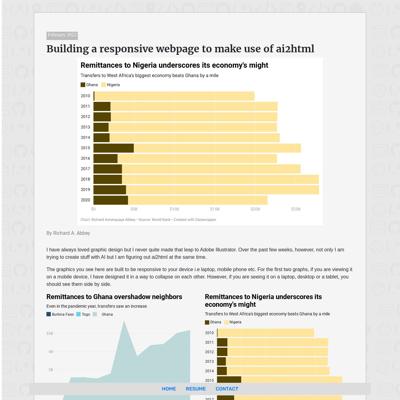 February, 2022
Building a responsive webpage to make use of ai2html
Remittances to Nigeria underscores its economy's might
Transfers to West Africa's biggest economy beats Ghana by a mile
Ghana Nigeria
2010
2011
2012
2013
2014
2015
2016
2017
2018
2019
2020
$0 $5B $10B $15B $20B $25B
Chart: Richard Asrampaga Abbey • Source: World Bank • Created with Datawrapper
By Richard A. Abbey
I have always loved graphic design but I never quite made that leap to Adobe Illustrator. Over the past few weeks, however, not only I am
trying to create stuff with AI but I am figuring out ai2html at the same time.
The graphics you see here are built to be responsive to your device i.e laptop, mobile phone etc. For the first two graphs, if you are viewing it
on a mobile device, I have designed it in a way to collapse on each other. However, if you are seeing it on a laptop, desktop or a tablet, you
should see them side by side.
Remittances to Ghana overshadow neighbors
Even in the pandemic year, transfers saw an increase
Burkina Faso Togo Ghana
Remittances to Nigeria underscores its
economy's might
Transfers to West Africa's biggest economy beats Ghana by a mile
Ghana Nigeria
2010
2011
2012
2013
2014
2015
HOME RESUME CONTACT
2017